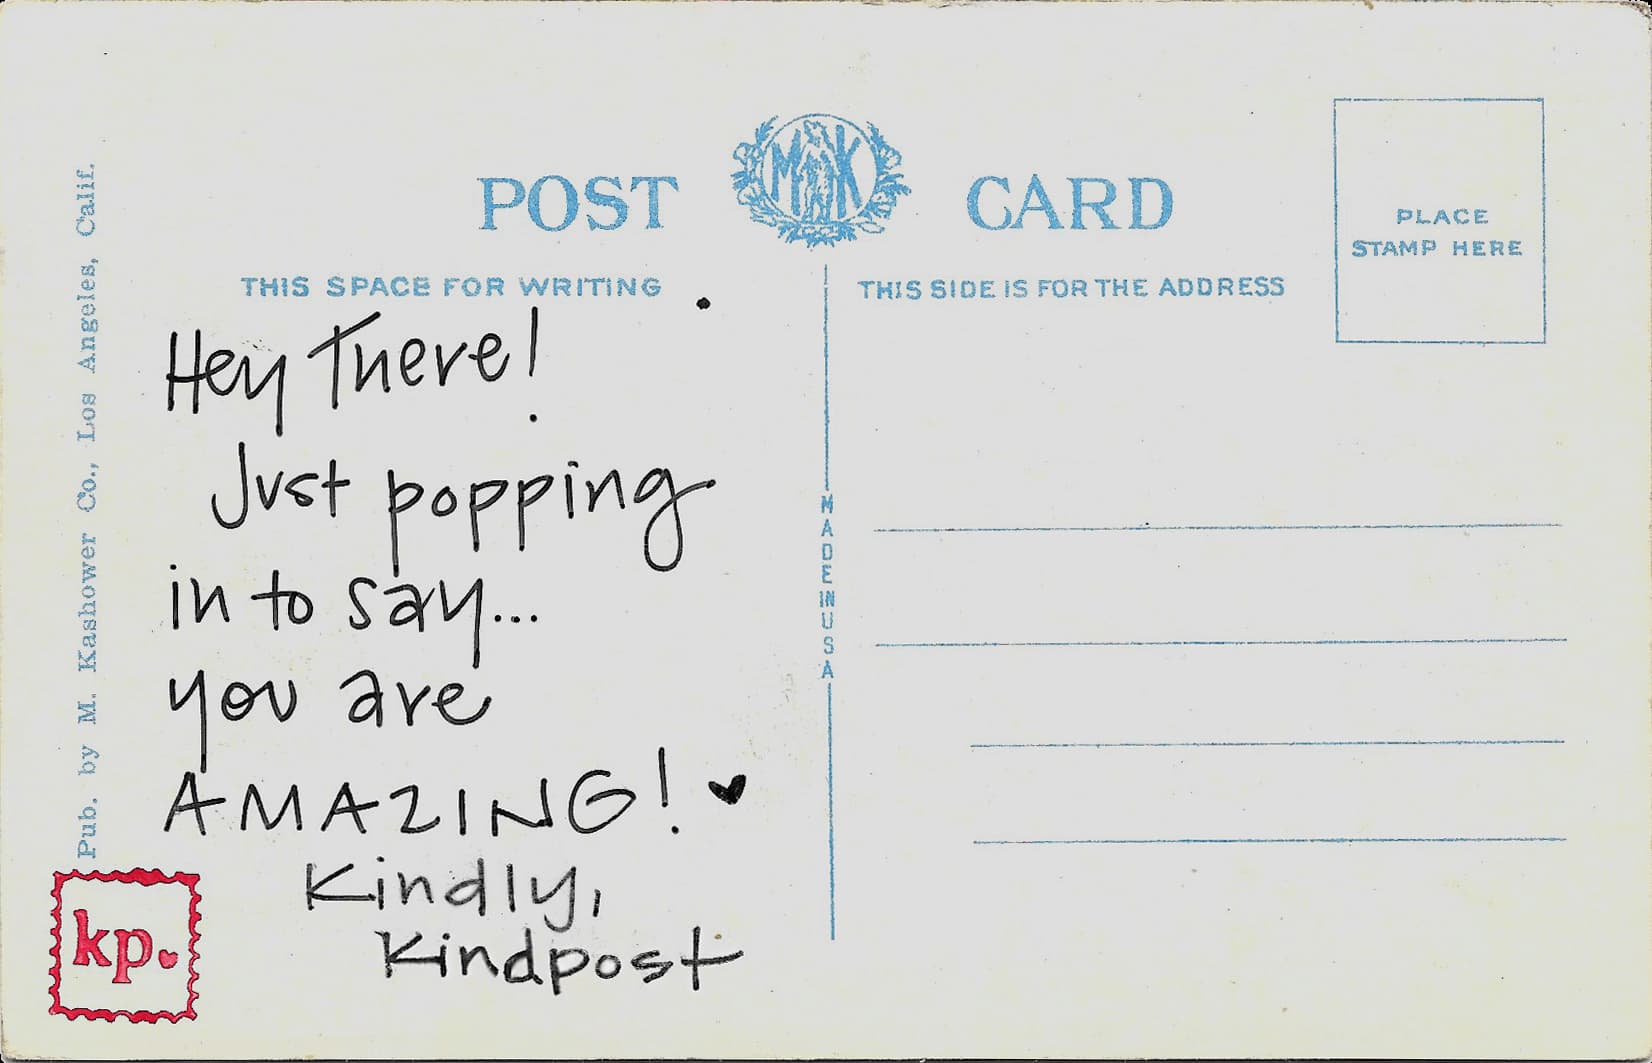 POST MK CARD
PLACE
STAMP HERE
THIS SPACE FOR WRITING
THIS SIDE IS FOR THE ADDRESS
Hey There!
Just popping
in to say...
you are
AMAZING! ♥
Kindly,
Kindpost
kp.
Pub. by M. Kashower Co., Los Angeles, Calif.
MADE IN USA